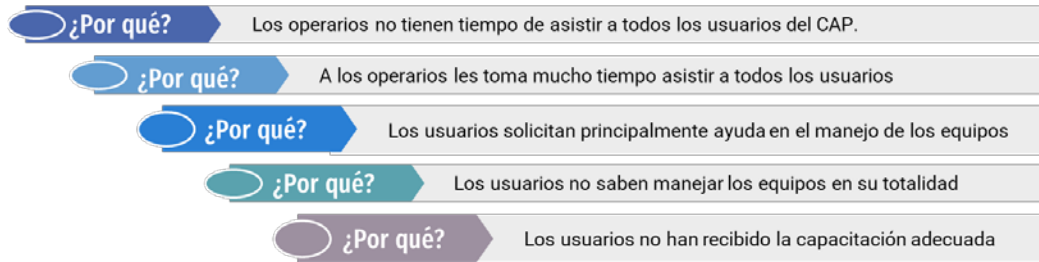 ¿Por qué? Los operarios no tienen tiempo de asistir a todos los usuarios del CAP.
¿Por qué? A los operarios les toma mucho tiempo asistir a todos los usuarios
¿Por qué? Los usuarios solicitan principalmente ayuda en el manejo de los equipos
¿Por qué? Los usuarios no saben manejar los equipos en su totalidad
¿Por qué? Los usuarios no han recibido la capacitación adecuada